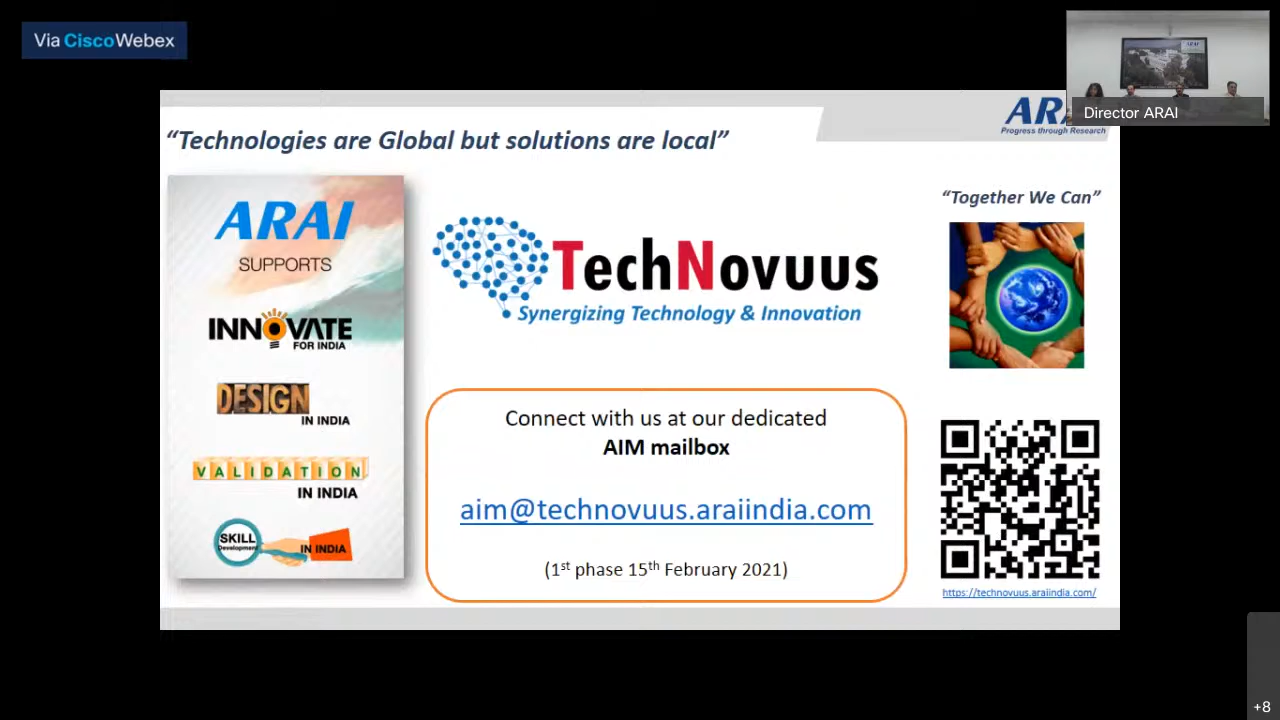 Via CiscoWebex
Director ARAI
Progress through Research
“Technologies are Global but solutions are local”
ARAI
SUPPORTS
INNOVATE
FOR INDIA
DESIGN
IN INDIA
VALIDATION
IN INDIA
SKILL
Development
IN INDIA
TechNovuus
Synergizing Technology & Innovation
Connect with us at our dedicated
AIM mailbox
aim@technovuus.araiindia.com
(1st phase 15th February 2021)
“Together We Can”
https://technovuus.araiindia.com/
+8